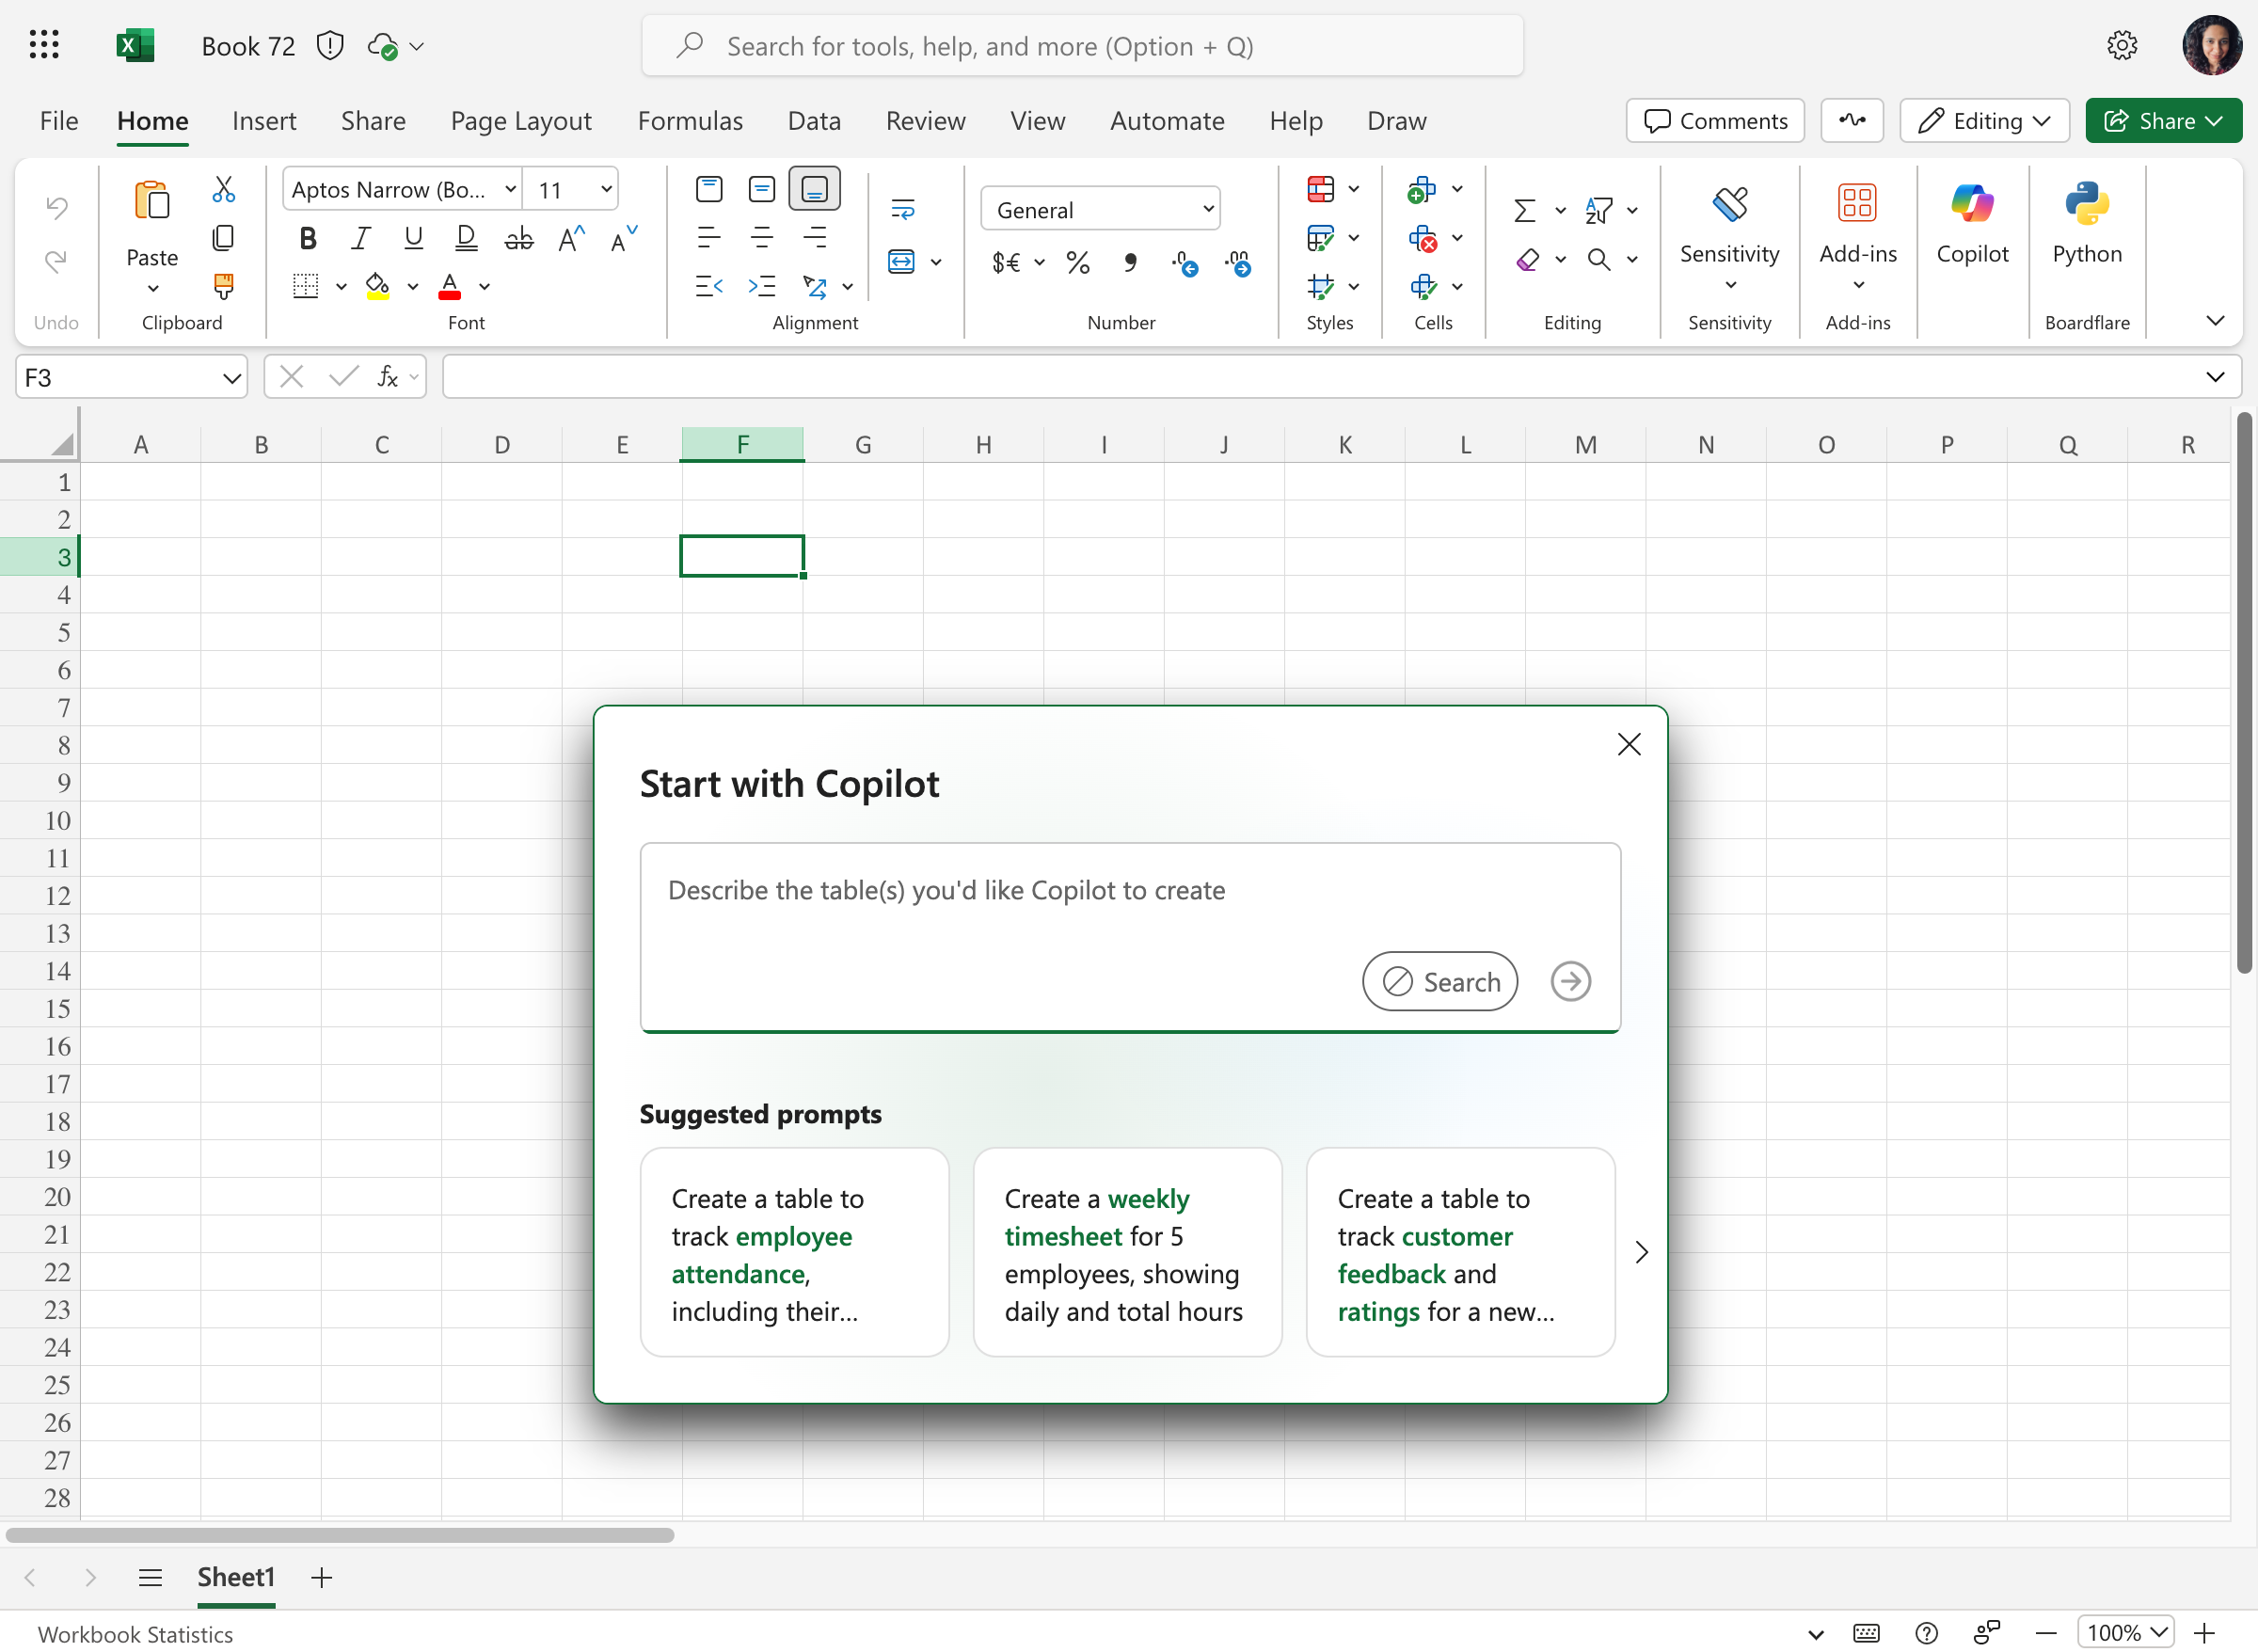 Book 72
Search for tools, help, and more (Option + Q)
File Home Insert Share Page Layout Formulas Data Review View Automate Help Draw
Comments Editing Share
Aptos Narrow (Bo... 11
General
Paste
Sensitivity Add-ins Copilot Python
Undo Clipboard Font Alignment Number Styles Cells Editing Sensitivity Add-ins Boardflare
F3
A B C D E F G H I J K L M N O P Q R
1
2
3
4
5
6
7
8
9
10
11
12
13
14
15
16
17
18
19
20
21
22
23
24
25
26
27
28
Start with Copilot
Describe the table(s) you'd like Copilot to create
Search
Suggested prompts
Create a table to
track employee
attendance,
including their...
Create a weekly
timesheet for 5
employees, showing
daily and total hours
Create a table to
track customer
feedback and
ratings for a new...
Sheet1
Workbook Statistics
100%